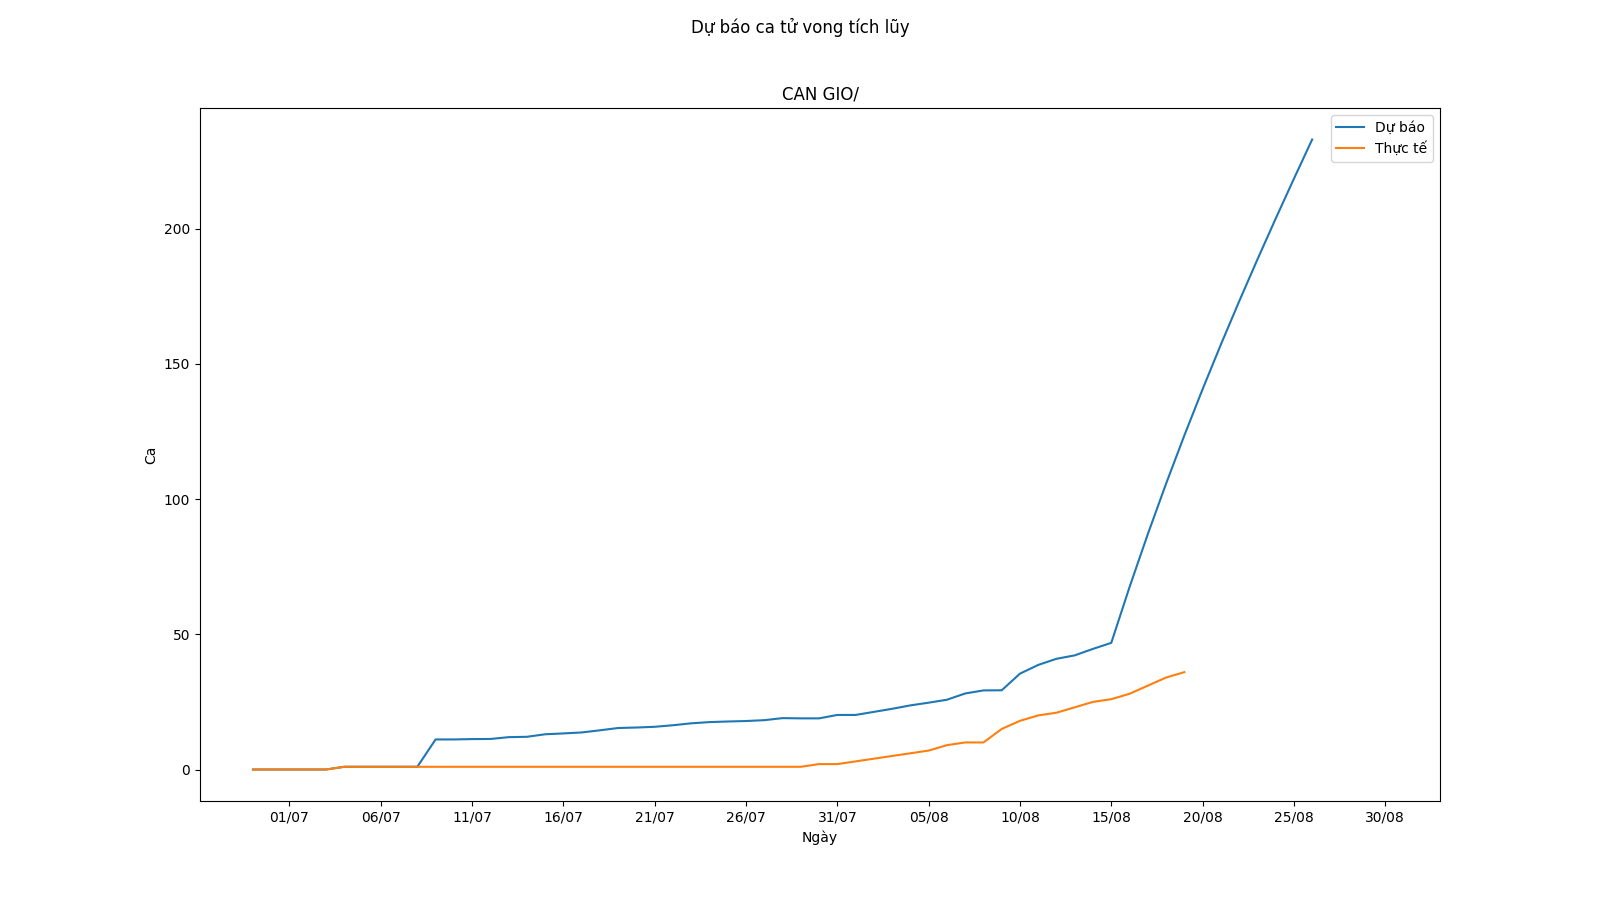 Dự báo ca tử vong tích lũy
CAN GIO/
Dự báo
Thực tế
200
150
100
50
0
Ca
01/07 06/07 11/07 16/07 21/07 26/07 31/07 05/08 10/08 15/08 20/08 25/08 30/08
Ngày